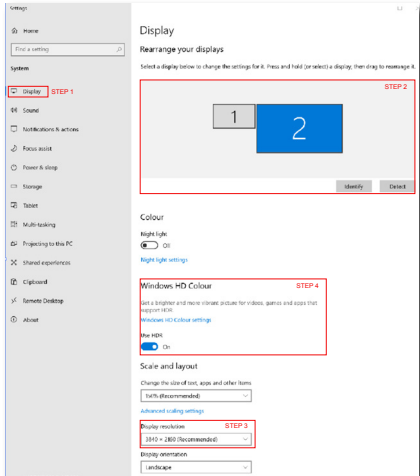 Settings
Home
Find a setting
System
Display STEP 1
Sound
Notifications & actions
Focus assist
Power & sleep
Storage
Tablet
Multi-tasking
Projecting to this PC
Shared experiences
Clipboard
Remote Desktop
About
Display
Rearrange your displays
Select a display below to change the settings for it. Press and hold (or select) a display, then drag to rearrange it.
STEP 2
1
2
Identify Detect
Colour
Night light
Off
Night light settings
Windows HD Colour STEP 4
Get a brighter and more vibrant picture for videos, games and apps that
support HDR.
Windows HD Colour settings
Use HDR
On
Scale and layout
Change the size of text, apps and other items
150% (Recommended)
Advanced scaling settings
Display resolution STEP 3
3840 × 2160 (Recommended)
Display orientation
Landscape